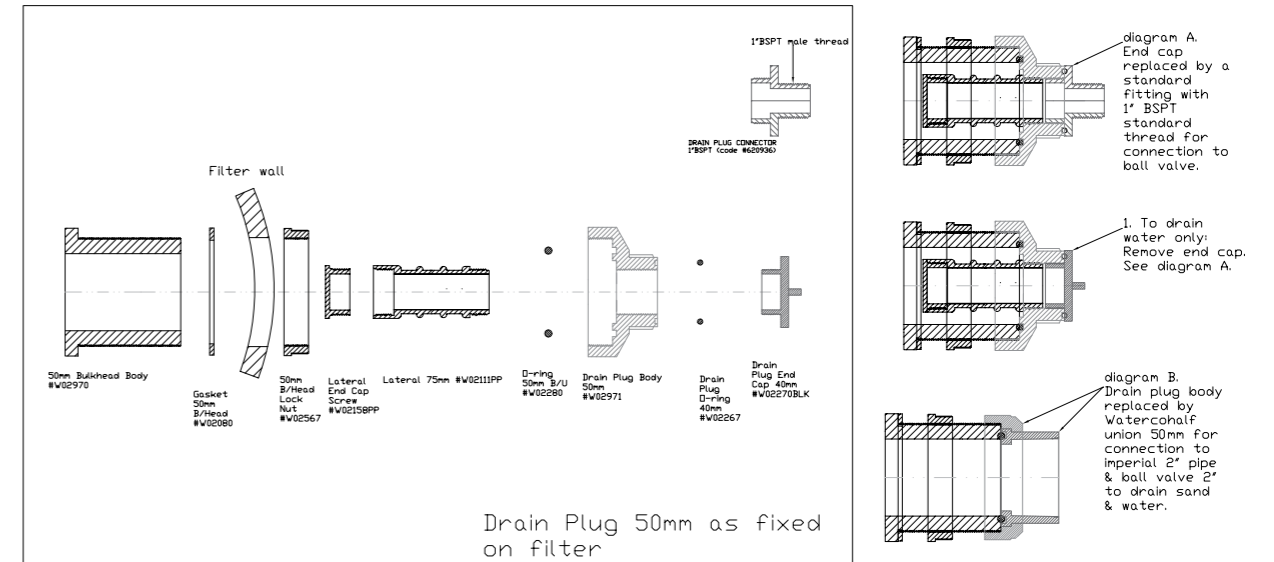 1"BSPT male thread
DRAIN PLUG CONNECTOR
1"BSPT (code #620936)
Filter wall
50mm Bulkhead Body
#W02970
Gasket
50mm
B/Head
#W02080
50mm
B/Head
Lock
Nut
#W02567
Lateral
End Cap
Screw
#W02158PP
Lateral 75mm #W02111PP
O-ring
50mm B/U
#W02280
Drain Plug Body
50mm
#W02971
Drain
Plug
O-ring
40mm
#W02267
Drain
Plug End
Cap 40mm
#W02270BLK
Drain Plug 50mm as fixed
on filter
diagram A.
End cap
replaced by a
standard
fitting with
1" BSPT
standard
thread for
connection to
ball valve.
1. To drain
water only:
Remove end cap.
See diagram A.
diagram B.
Drain plug body
replaced by
Watercohalf
union 50mm for
connection to
imperial 2" pipe
& ball valve 2"
to drain sand
& water.